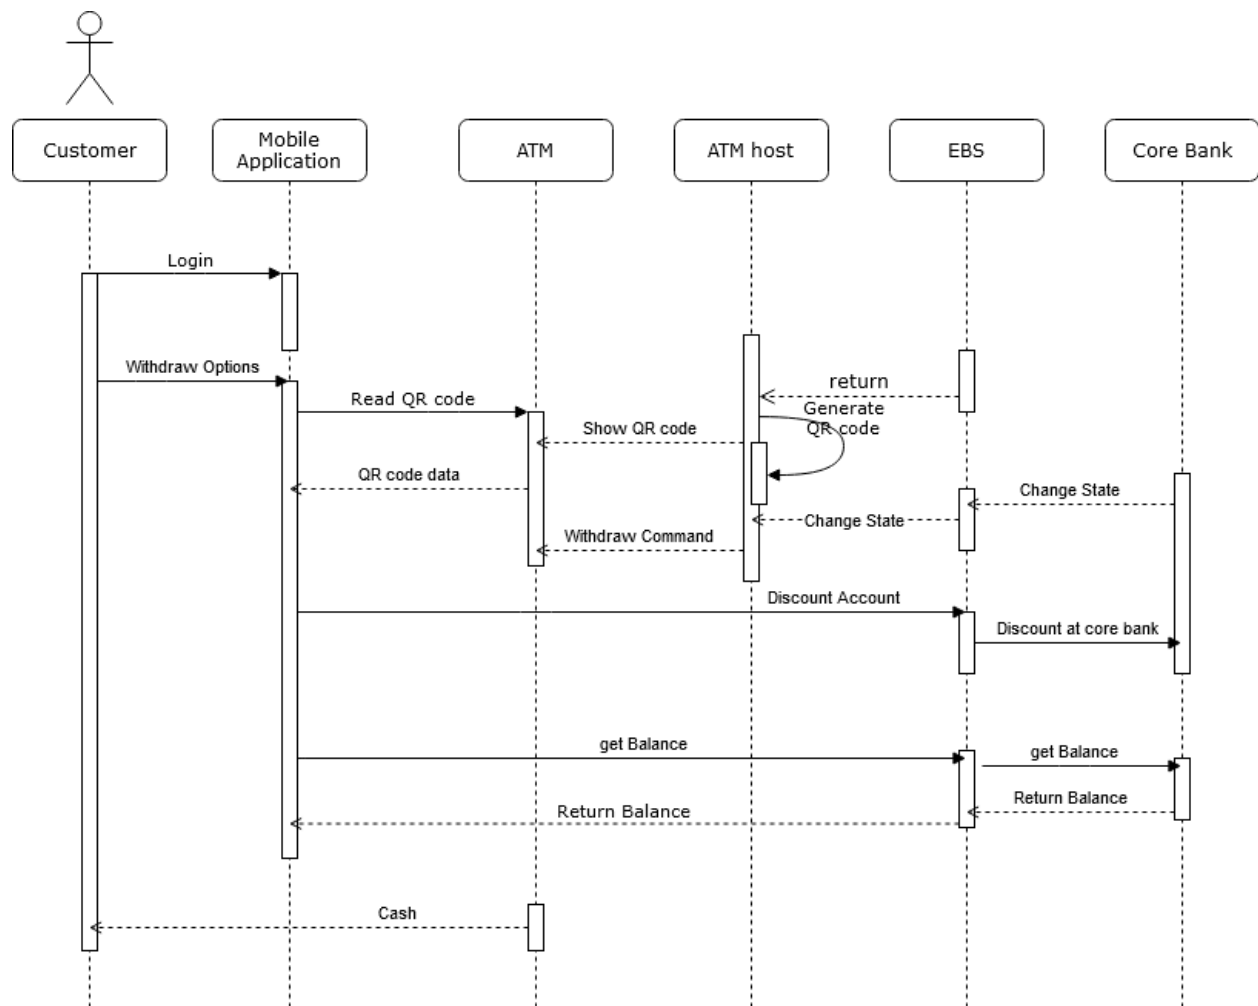 Customer
Mobile
Application
ATM
ATM host
EBS
Core Bank
Login
Withdraw Options
return
Read QR code
Generate
QR code
Show QR code
QR code data
Change State
Change State
Withdraw Command
Discount Account
Discount at core bank
get Balance
get Balance
Return Balance
Return Balance
Cash